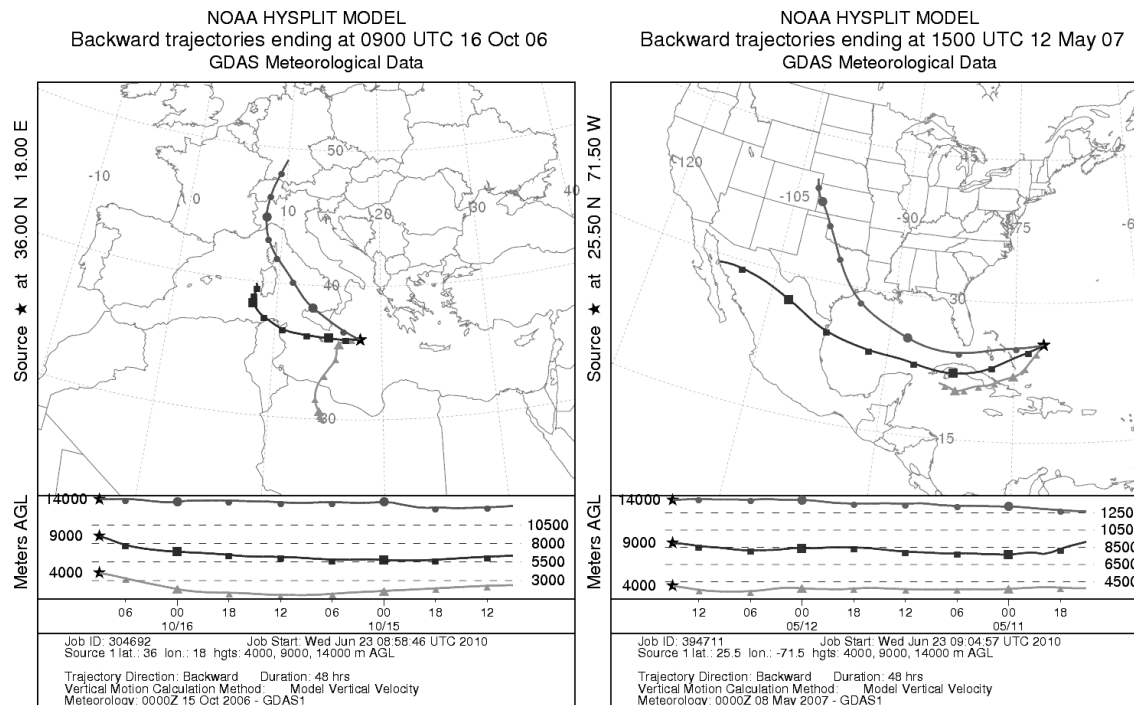 NOAA HYSPLIT MODEL
Backward trajectories ending at 0900 UTC 16 Oct 06
GDAS Meteorological Data
Source ★ at 36.00 N 18.00 E
-10
0
10
-20
-30
40
50
40
-30
Meters AGL
14000
9000
4000
10500
8000
5500
3000
06 00 18 12 06 00 18 12
10/16 10/15
Job ID: 304692 Job Start: Wed Jun 23 08:58:46 UTC 2010
Source 1 lat.: 36 lon.: 18 hgts: 4000, 9000, 14000 m AGL
Trajectory Direction: Backward Duration: 48 hrs
Vertical Motion Calculation Method: Model Vertical Velocity
Meteorology: 0000Z 15 Oct 2006 - GDAS1
NOAA HYSPLIT MODEL
Backward trajectories ending at 1500 UTC 12 May 07
GDAS Meteorological Data
Source ★ at 25.50 N 71.50 W
-120
-105
-90
-75
-6
45
30
-15
Meters AGL
14000
9000
4000
1250
1050
8500
6500
4500
12 06 00 18 12 06 00 18
05/12 05/11
Job ID: 394711 Job Start: Wed Jun 23 09:04:57 UTC 2010
Source 1 lat.: 25.5 lon.: -71.5 hgts: 4000, 9000, 14000 m AGL
Trajectory Direction: Backward Duration: 48 hrs
Vertical Motion Calculation Method: Model Vertical Velocity
Meteorology: 0000Z 08 May 2007 - GDAS1